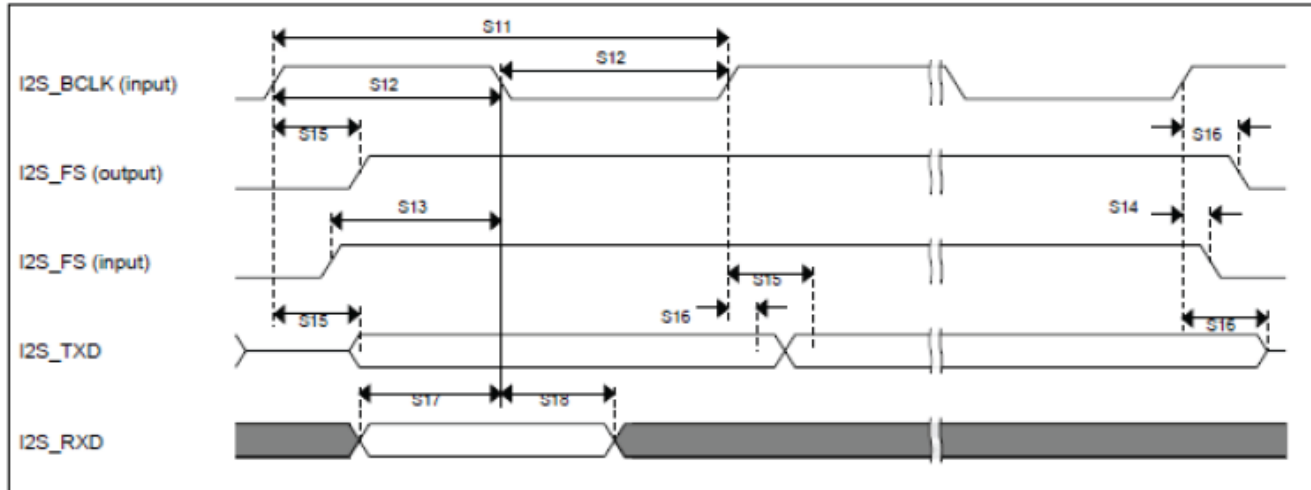 S11
I2S_BCLK (input)
S12
S12
S15
S16
I2S_FS (output)
S13
S14
I2S_FS (input)
S15
S15
S16
S16
I2S_TXD
S17
S18
I2S_RXD